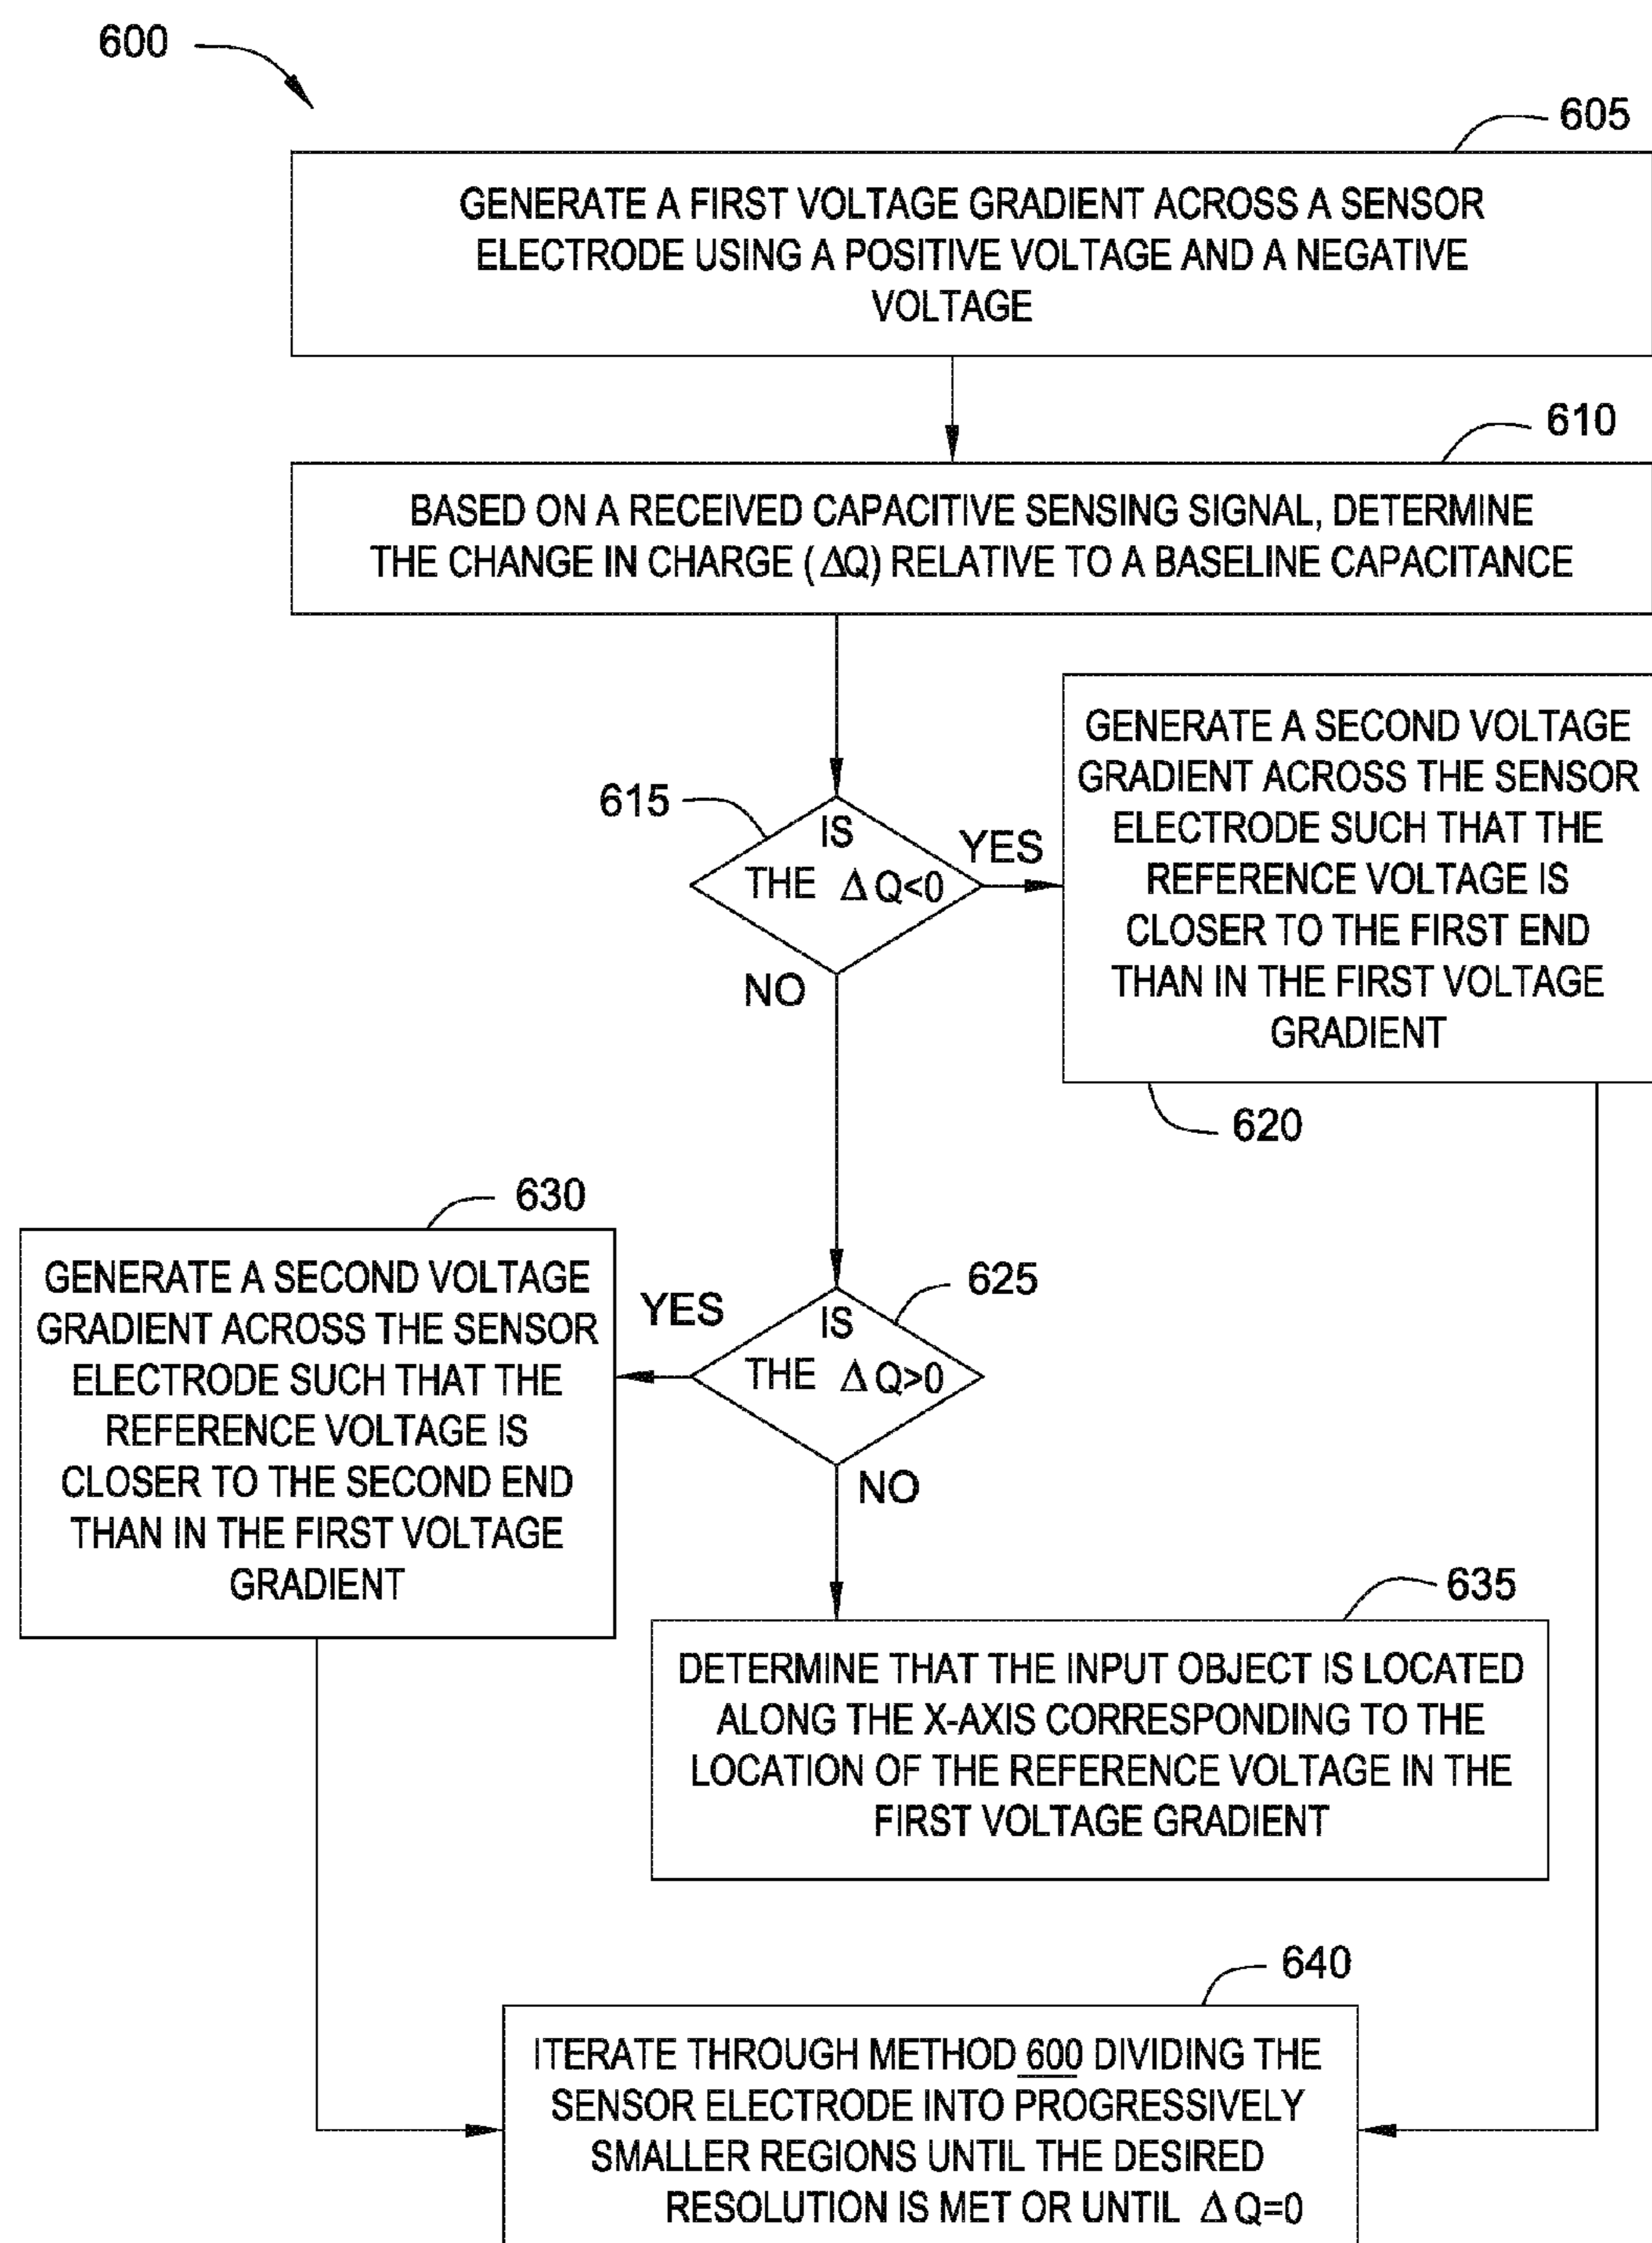 600
605
GENERATE A FIRST VOLTAGE GRADIENT ACROSS A SENSOR
ELECTRODE USING A POSITIVE VOLTAGE AND A NEGATIVE
VOLTAGE
610
BASED ON A RECEIVED CAPACITIVE SENSING SIGNAL, DETERMINE
THE CHANGE IN CHARGE (ΔQ) RELATIVE TO A BASELINE CAPACITANCE
615
IS
THE ΔQ<0
YES
NO
GENERATE A SECOND VOLTAGE
GRADIENT ACROSS THE SENSOR
ELECTRODE SUCH THAT THE
REFERENCE VOLTAGE IS
CLOSER TO THE FIRST END
THAN IN THE FIRST VOLTAGE
GRADIENT
620
625
IS
THE ΔQ>0
YES
NO
630
GENERATE A SECOND VOLTAGE
GRADIENT ACROSS THE SENSOR
ELECTRODE SUCH THAT THE
REFERENCE VOLTAGE IS
CLOSER TO THE SECOND END
THAN IN THE FIRST VOLTAGE
GRADIENT
635
DETERMINE THAT THE INPUT OBJECT IS LOCATED
ALONG THE X-AXIS CORRESPONDING TO THE
LOCATION OF THE REFERENCE VOLTAGE IN THE
FIRST VOLTAGE GRADIENT
640
ITERATE THROUGH METHOD 600 DIVIDING THE
SENSOR ELECTRODE INTO PROGRESSIVELY
SMALLER REGIONS UNTIL THE DESIRED
RESOLUTION IS MET OR UNTIL ΔQ=0